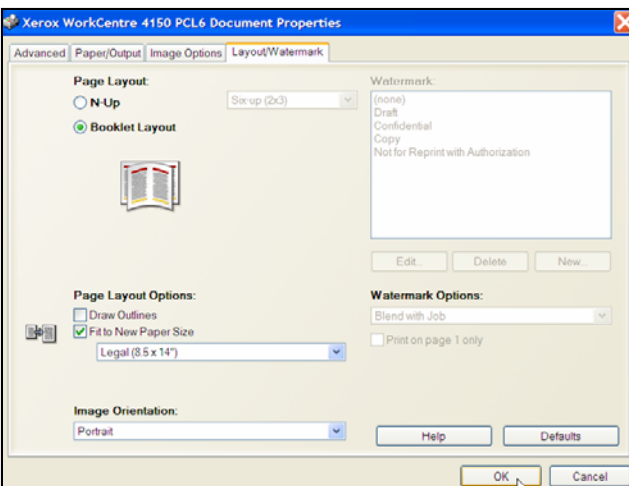 Xerox WorkCentre 4150 PCL6 Document Properties
Advanced Paper/Output Image Options Layout/Watermark
Page Layout:
N-Up
Six-up (2x3)
Booklet Layout
Watermark:
(none)
Draft
Confidential
Copy
Not for Reprint with Authorization
Edit... Delete New...
Page Layout Options:
Draw Outlines
Fit to New Paper Size
Legal (8.5 x 14")
Watermark Options:
Blend with Job
Print on page 1 only
Image Orientation:
Portrait
Help Defaults
OK Cancel